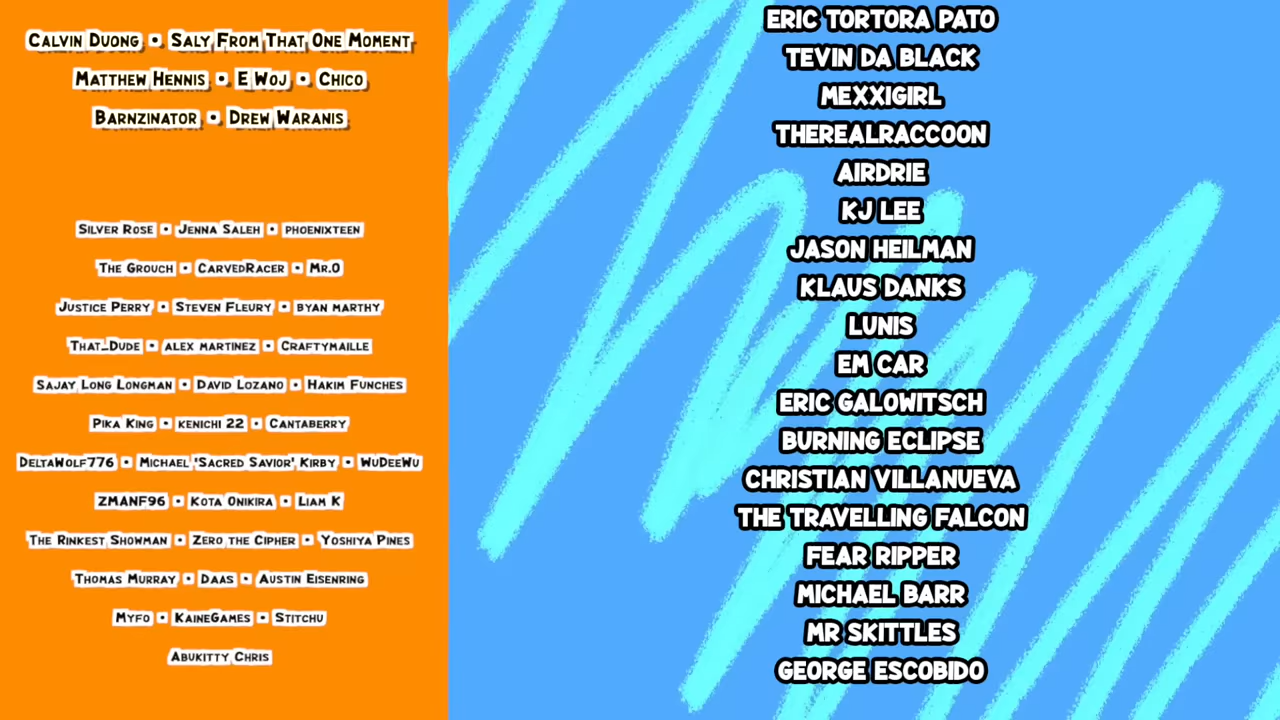 Calvin Duong • Saly From That One Moment
Matthew Hennis • E Woj • Chico
Barnzinator • Drew Waranis
Silver Rose • Jenna Saleh • phoenixteen
The Grouch • CarvedRacer • Mr.O
Justice Perry • Steven Fleury • byan marthy
That_Dude • alex martinez • Craftymaille
Sajay Long Longman • David Lozano • Hakim Funches
Pika King • kenichi 22 • Cantaberry
DeltaWolf776 • Michael 'Sacred Savior' Kirby • WuDeeWu
ZMANF96 • Kota Onikira • Liam K
The Rinkest Showman • Zero the Cipher • Yoshiya Pines
Thomas Murray • Daas • Austin Eisenring
Myfo • KaineGames • Stitchu
Abukitty Chris
ERIC TORTORA PATO
TEVIN DA BLACK
MEXXIGIRL
THEREALRACCOON
AIRDRIE
KJ LEE
JASON HEILMAN
KLAUS DANKS
LUNIS
EM CAR
ERIC GALOWITSCH
BURNING ECLIPSE
CHRISTIAN VILLANUEVA
THE TRAVELLING FALCON
FEAR RIPPER
MICHAEL BARR
MR SKITTLES
GEORGE ESCOBIDO